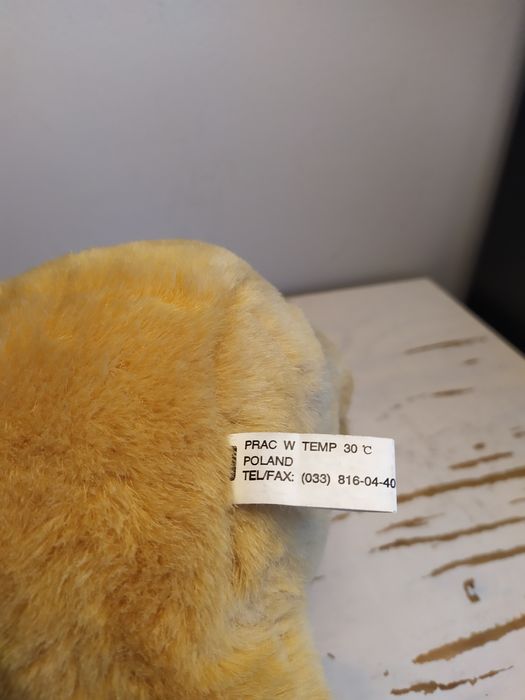 PRAC W TEMP 30 ℃
POLAND
TEL/FAX: (033) 816-04-40